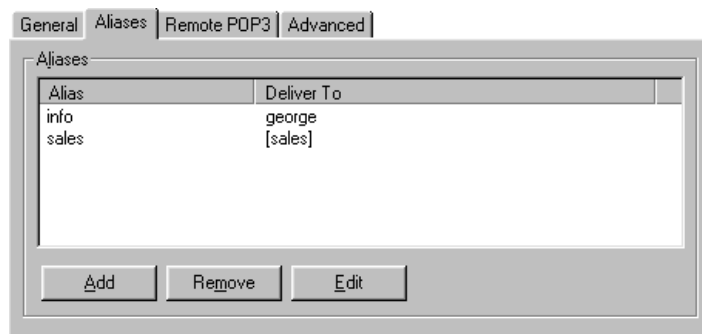 General Aliases Remote POP3 Advanced
Aliases
Alias Deliver To
info george
sales [sales]
Add Remove Edit